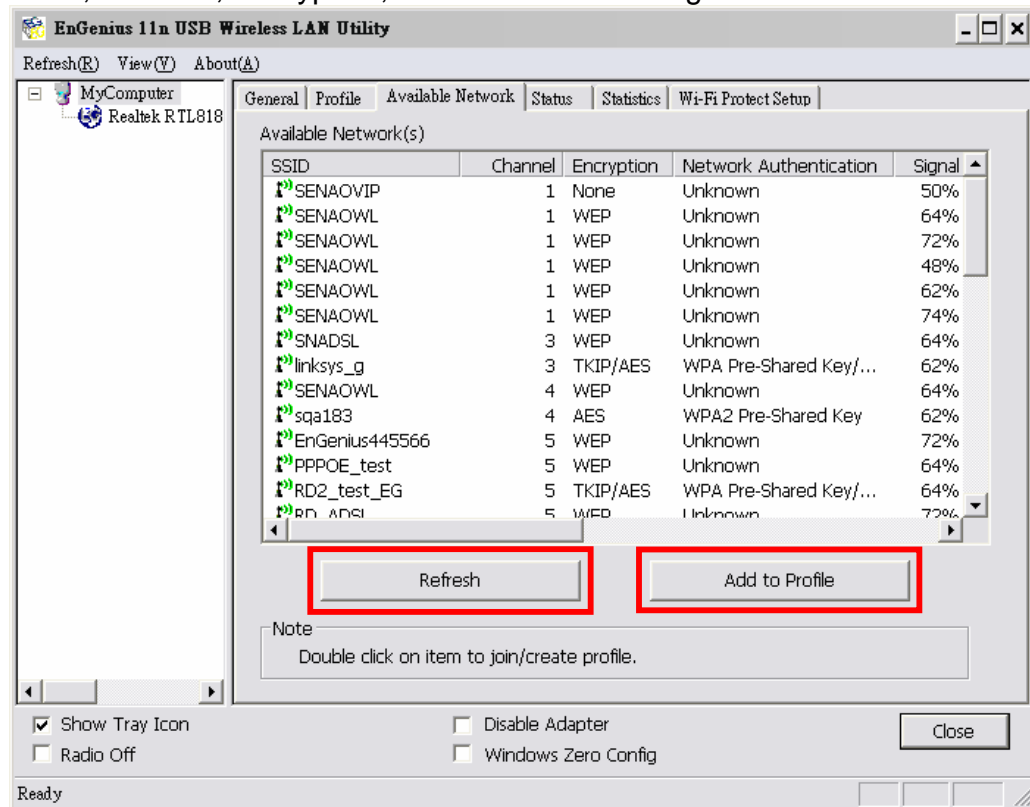 EnGenius 11n USB Wireless LAN Utility
Refresh(R) View(V) About(A)
MyComputer
Realtek RTL818
General Profile Available Network Status Statistics Wi-Fi Protect Setup
Available Network(s)
SSID Channel Encryption Network Authentication Signal
SENAOVIP 1 None Unknown 50%
SENAOWL 1 WEP Unknown 64%
SENAOWL 1 WEP Unknown 72%
SENAOWL 1 WEP Unknown 48%
SENAOWL 1 WEP Unknown 62%
SENAOWL 1 WEP Unknown 74%
SNADSL 3 WEP Unknown 64%
linksys_g 3 TKIP/AES WPA Pre-Shared Key/... 62%
SENAOWL 4 WEP Unknown 64%
sqa183 4 AES WPA2 Pre-Shared Key 62%
EnGenius445566 5 WEP Unknown 72%
PPPOE_test 5 WEP Unknown 64%
RD2_test_EG 5 TKIP/AES WPA Pre-Shared Key/... 64%
RD_ADSL 5 WEP Unknown 72%
Refresh Add to Profile
Note
Double click on item to join/create profile.
Show Tray Icon Disable Adapter Close
Radio Off Windows Zero Config
Ready